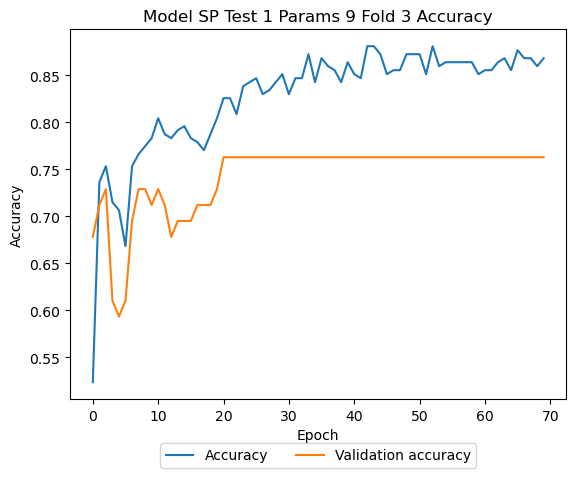 Model SP Test 1 Params 9 Fold 3 Accuracy
Accuracy
0.85
0.80
0.75
0.70
0.65
0.60
0.55
0 10 20 30 40 50 60 70
Epoch
Accuracy Validation accuracy